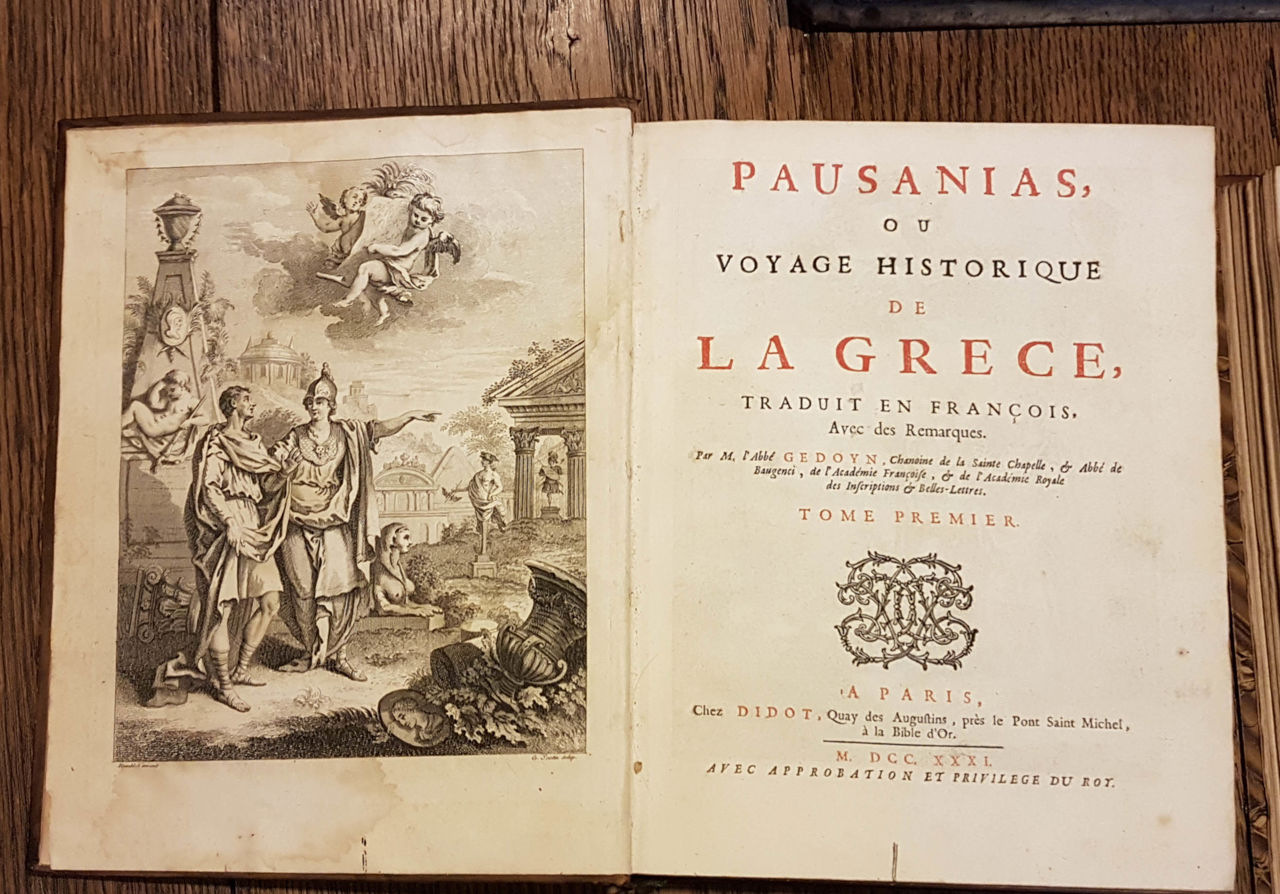 PAUSANIAS,
OU
VOYAGE HISTORIQUE
DE
LA GRECE,
TRADUIT EN FRANÇOIS,
Avec des Remarques.
Par M. l'Abbé GEDOYN, Chanoine de la Sainte Chapelle, & Abbé de
Baugenci, de l'Académie Françoise, & de l'Académie Royale
des Inscriptions & Belles-Lettres.
TOME PREMIER.
A PARIS,
Chez DIDOT, Quay des Augustins, près le Pont Saint Michel,
à la Bible d'Or.
M. DCC. XXXI.
AVEC APPROBATION ET PRIVILEGE DU ROY.